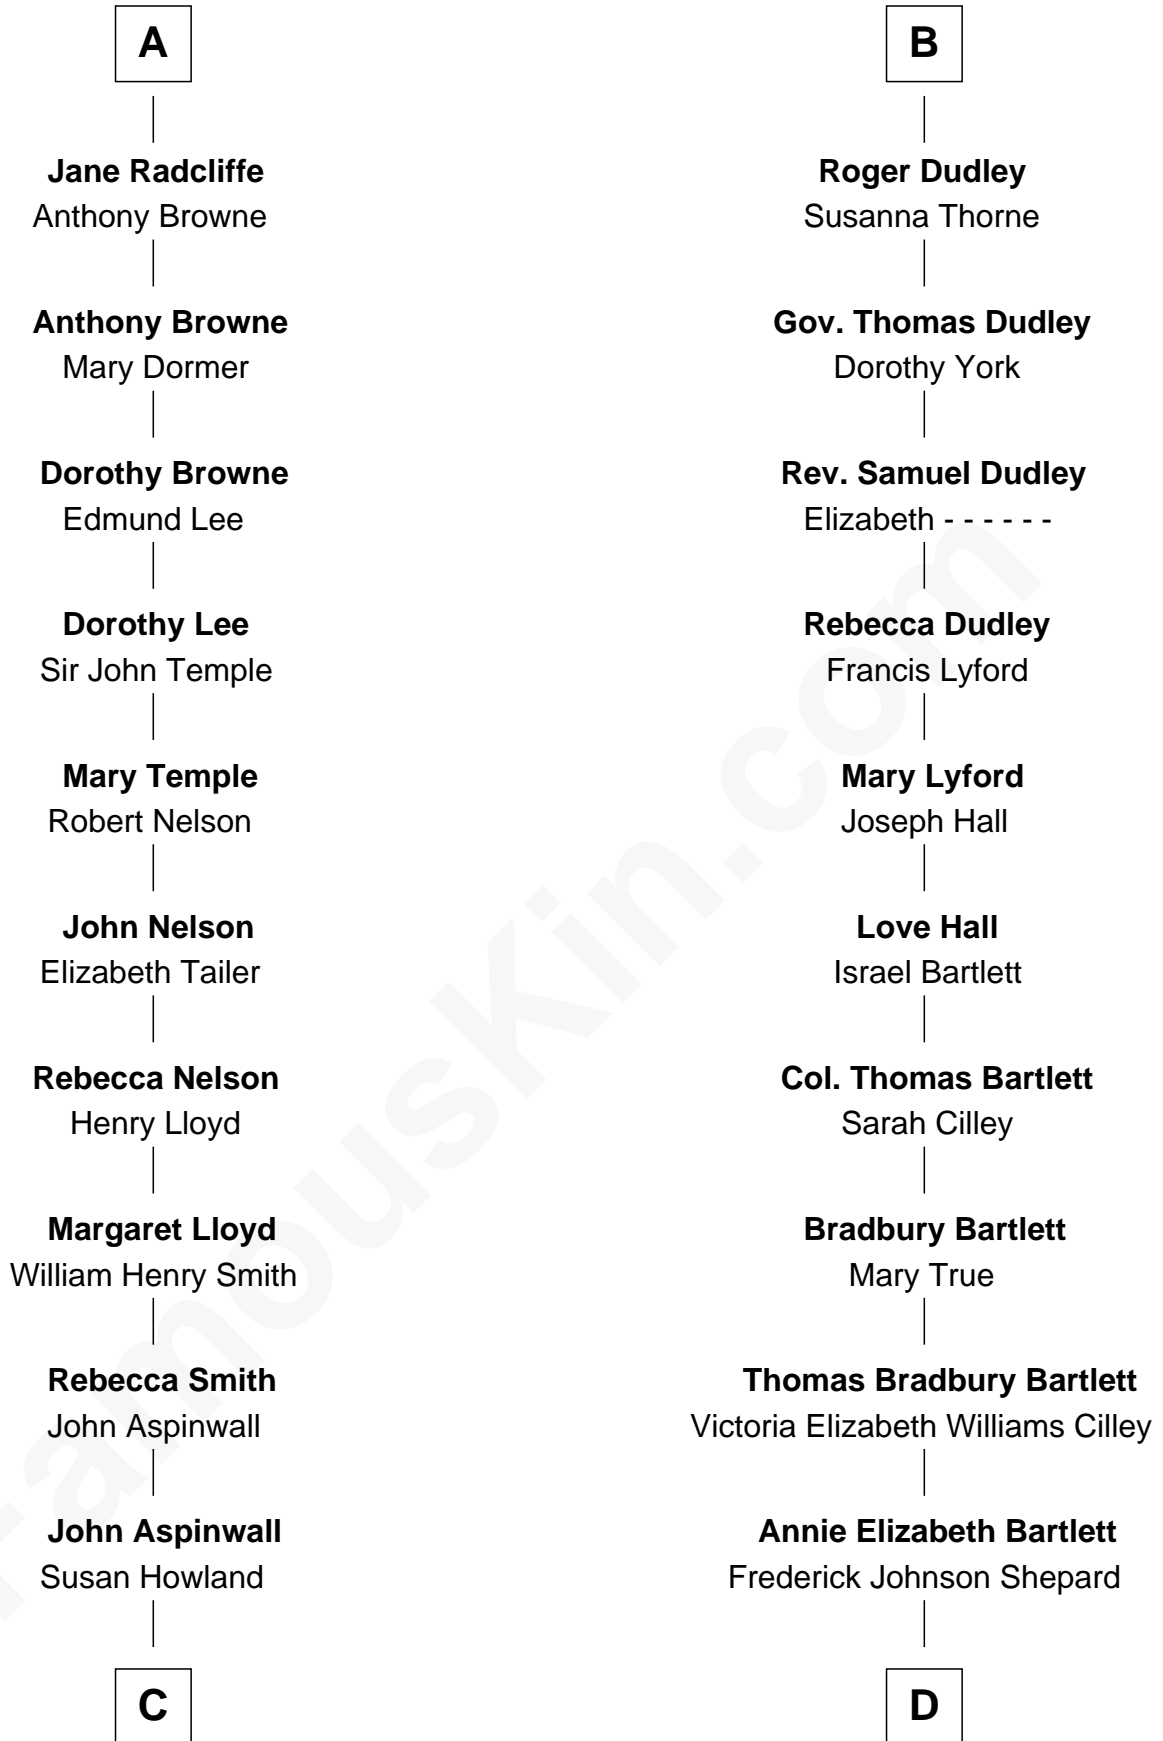 A
Jane Radcliffe
Anthony Browne
Anthony Browne
Mary Dormer
Dorothy Browne
Edmund Lee
Dorothy Lee
Sir John Temple
Mary Temple
Robert Nelson
John Nelson
Elizabeth Tailer
Rebecca Nelson
Henry Lloyd
Margaret Lloyd
William Henry Smith
Rebecca Smith
John Aspinwall
John Aspinwall
Susan Howland
C
B
Roger Dudley
Susanna Thorne
Gov. Thomas Dudley
Dorothy York
Rev. Samuel Dudley
Elizabeth - - - - - -
Rebecca Dudley
Francis Lyford
Mary Lyford
Joseph Hall
Love Hall
Israel Bartlett
Col. Thomas Bartlett
Sarah Cilley
Bradbury Bartlett
Mary True
Thomas Bradbury Bartlett
Victoria Elizabeth Williams Cilley
Annie Elizabeth Bartlett
Frederick Johnson Shepard
D
FamousKin.com